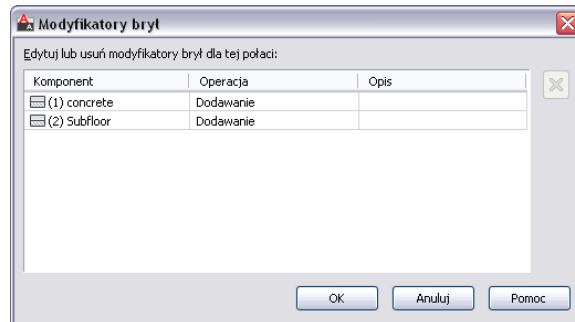 Modyfikatory brył
Edytuj lub usuń modyfikatory brył dla tej połaci:
Komponent Operacja Opis
(1) concrete Dodawanie
(2) Subfloor Dodawanie
OK Anuluj Pomoc